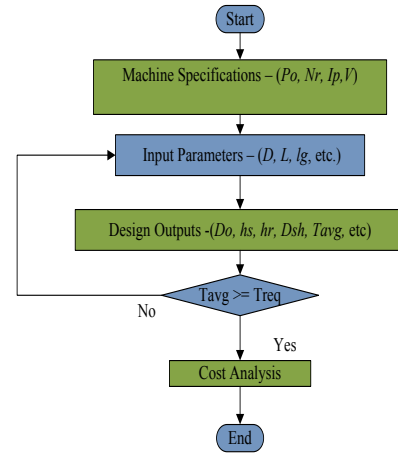 Start
Machine Specifications – (Po, Nr, Ip,V)
Input Parameters – (D, L, lg, etc.)
Design Outputs -(Do, hs, hr, Dsh, Tavg, etc)
Tavg >= Treq
No
Yes
Cost Analysis
End